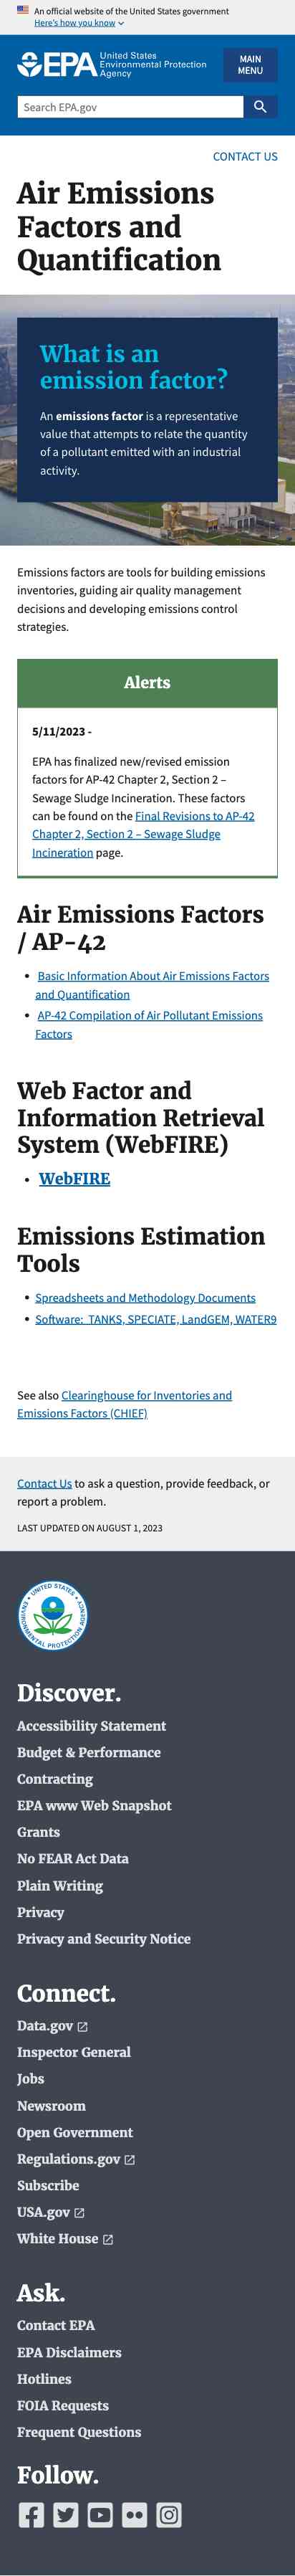 An official website of the United States government
Here's how you know
EPA United States
Environmental Protection
Agency
MAIN
MENU
Search EPA.gov
CONTACT US
Air Emissions
Factors and
Quantification
What is an
emission factor?
An emissions factor is a representative
value that attempts to relate the quantity
of a pollutant emitted with an industrial
activity.
Emissions factors are tools for building emissions
inventories, guiding air quality management
decisions and developing emissions control
strategies.
Alerts
5/11/2023 -
EPA has finalized new/revised emission
factors for AP-42 Chapter 2, Section 2 –
Sewage Sludge Incineration. These factors
can be found on the Final Revisions to AP-42
Chapter 2, Section 2 – Sewage Sludge
Incineration page.
Air Emissions Factors
/ AP-42
• Basic Information About Air Emissions Factors
and Quantification
• AP-42 Compilation of Air Pollutant Emissions
Factors
Web Factor and
Information Retrieval
System (WebFIRE)
• WebFIRE
Emissions Estimation
Tools
• Spreadsheets and Methodology Documents
• Software: TANKS, SPECIATE, LandGEM, WATER9
See also Clearinghouse for Inventories and
Emissions Factors (CHIEF)
Contact Us to ask a question, provide feedback, or
report a problem.
LAST UPDATED ON AUGUST 1, 2023
UNITED STATES
ENVIRONMENTAL PROTECTION AGENCY
Discover.
Accessibility Statement
Budget & Performance
Contracting
EPA www Web Snapshot
Grants
No FEAR Act Data
Plain Writing
Privacy
Privacy and Security Notice
Connect.
Data.gov
Inspector General
Jobs
Newsroom
Open Government
Regulations.gov
Subscribe
USA.gov
White House
Ask.
Contact EPA
EPA Disclaimers
Hotlines
FOIA Requests
Frequent Questions
Follow.